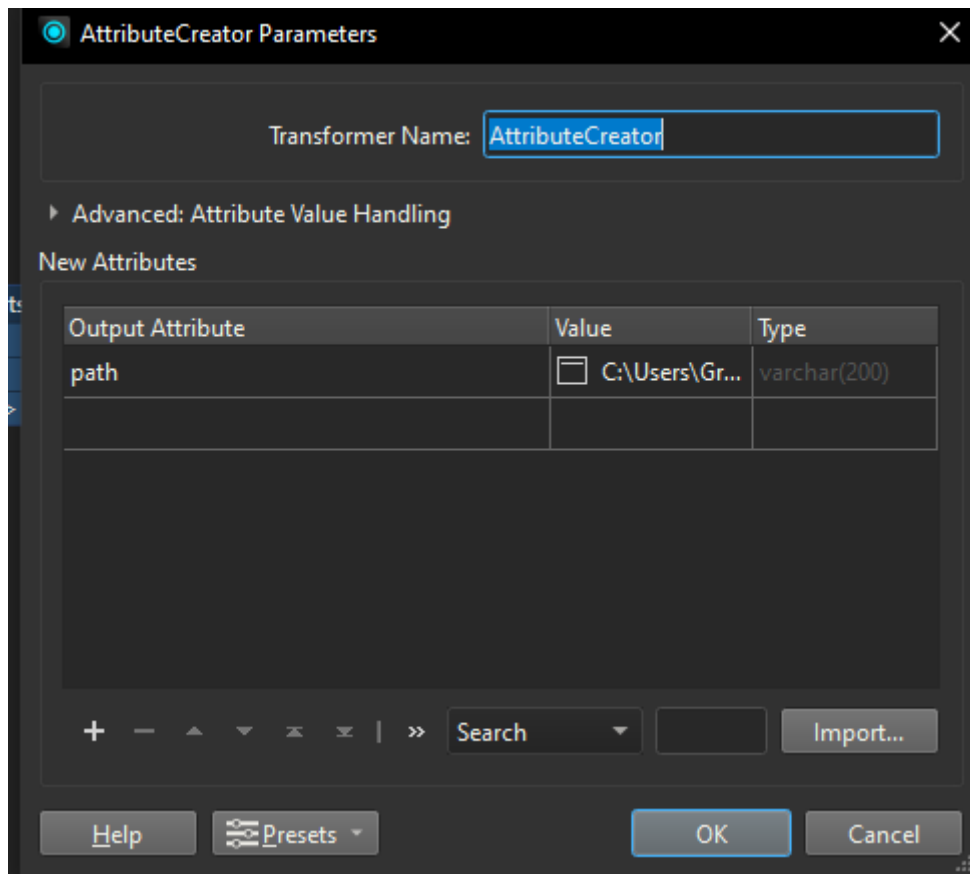 AttributeCreator Parameters
Transformer Name: AttributeCreator
Advanced: Attribute Value Handling
New Attributes
Output Attribute Value Type
path C:\Users\Gr... varchar(200)
Search Import...
Help Presets OK Cancel